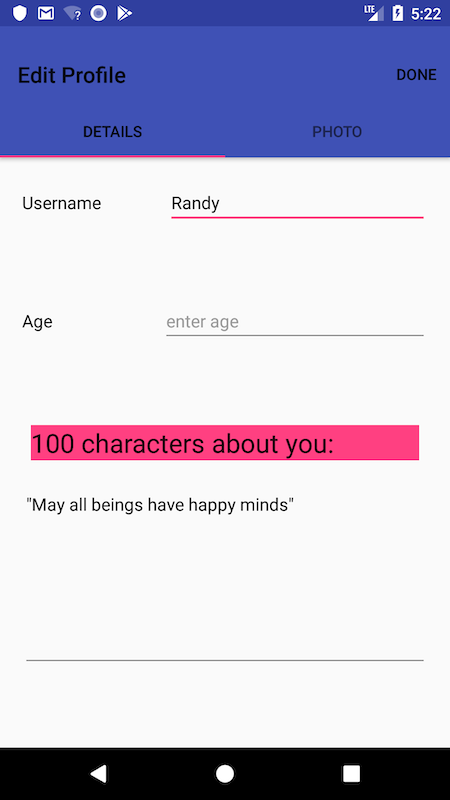 LTE 5:22
Edit Profile DONE
DETAILS PHOTO
Username Randy
Age enter age
100 characters about you:
"May all beings have happy minds"